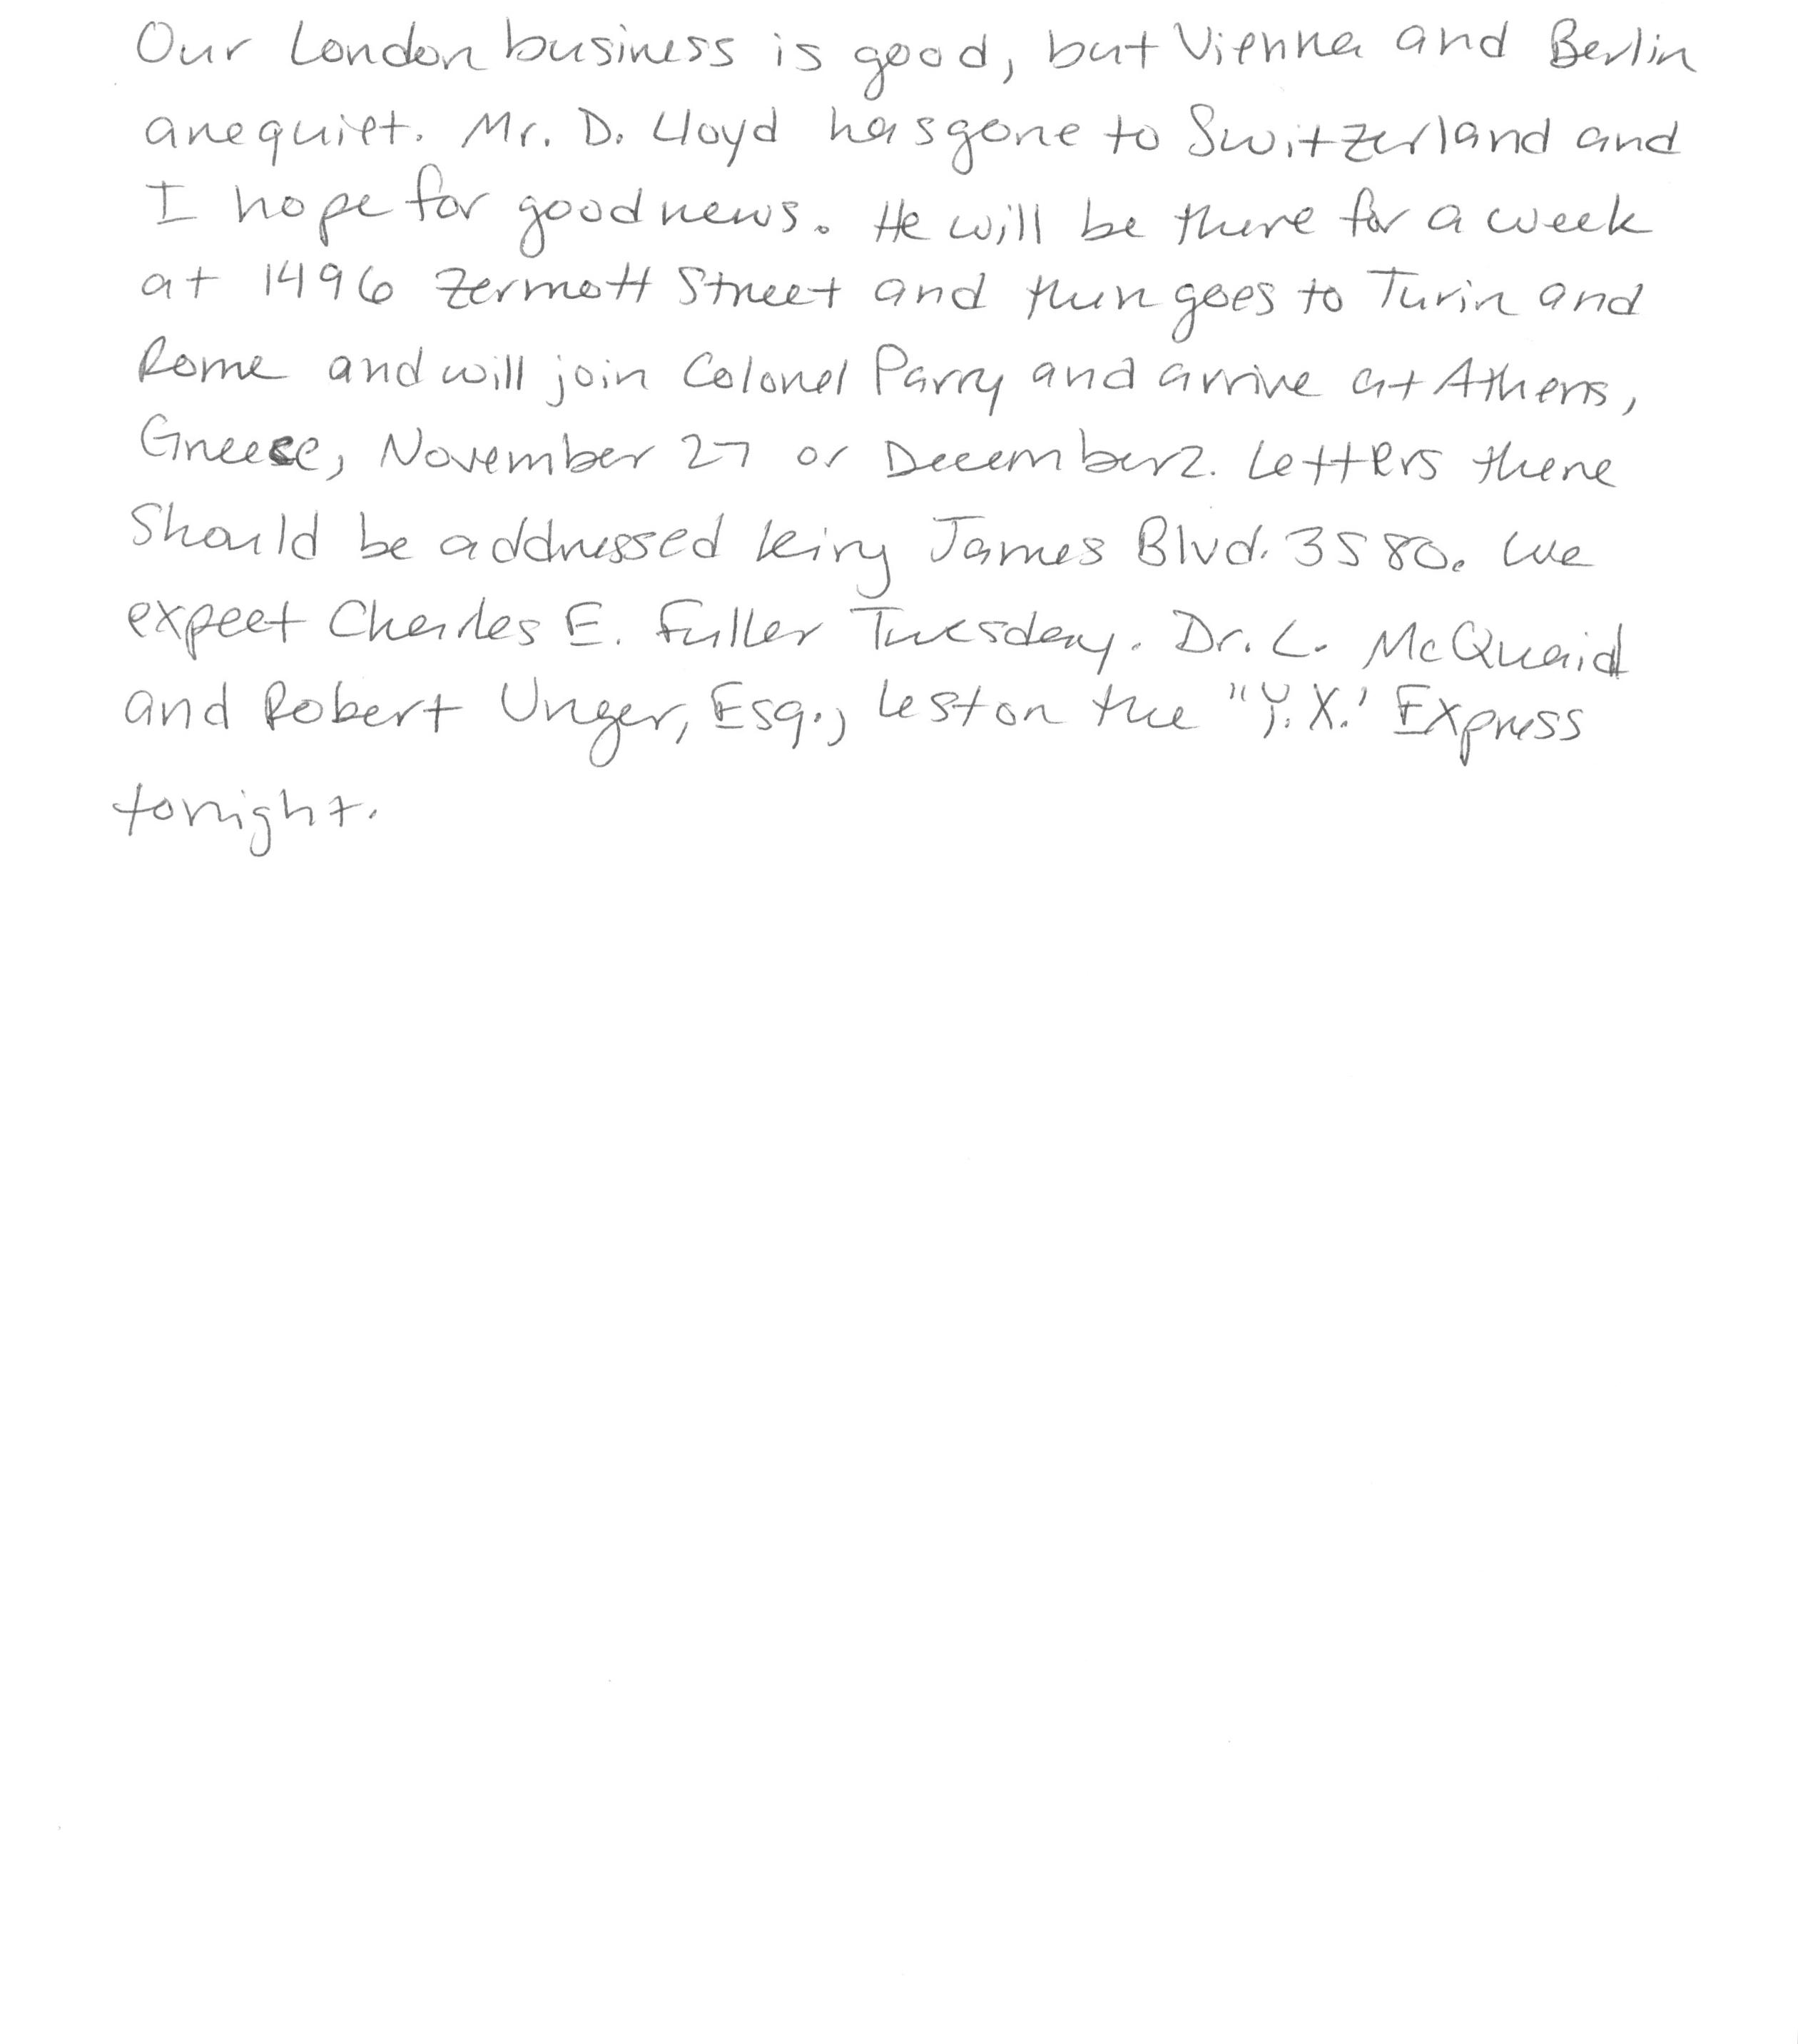 Our London business is good, but Vienna and Berlin
are quiet. Mr. D. Lloyd has gone to Switzerland and
I hope for good news. He will be there for a week
at 1496 Zermott Street and then goes to Turin and
Rome and will join Colonel Parry and arrive at Athens,
Greece, November 27 or December 2. Letters there
Should be addressed King James Blvd. 3580. We
expect Charles E. Fuller Tuesday. Dr. L. McQuaid
and Robert Unger, Esq., left on the "Y.X.' Express
tonight.